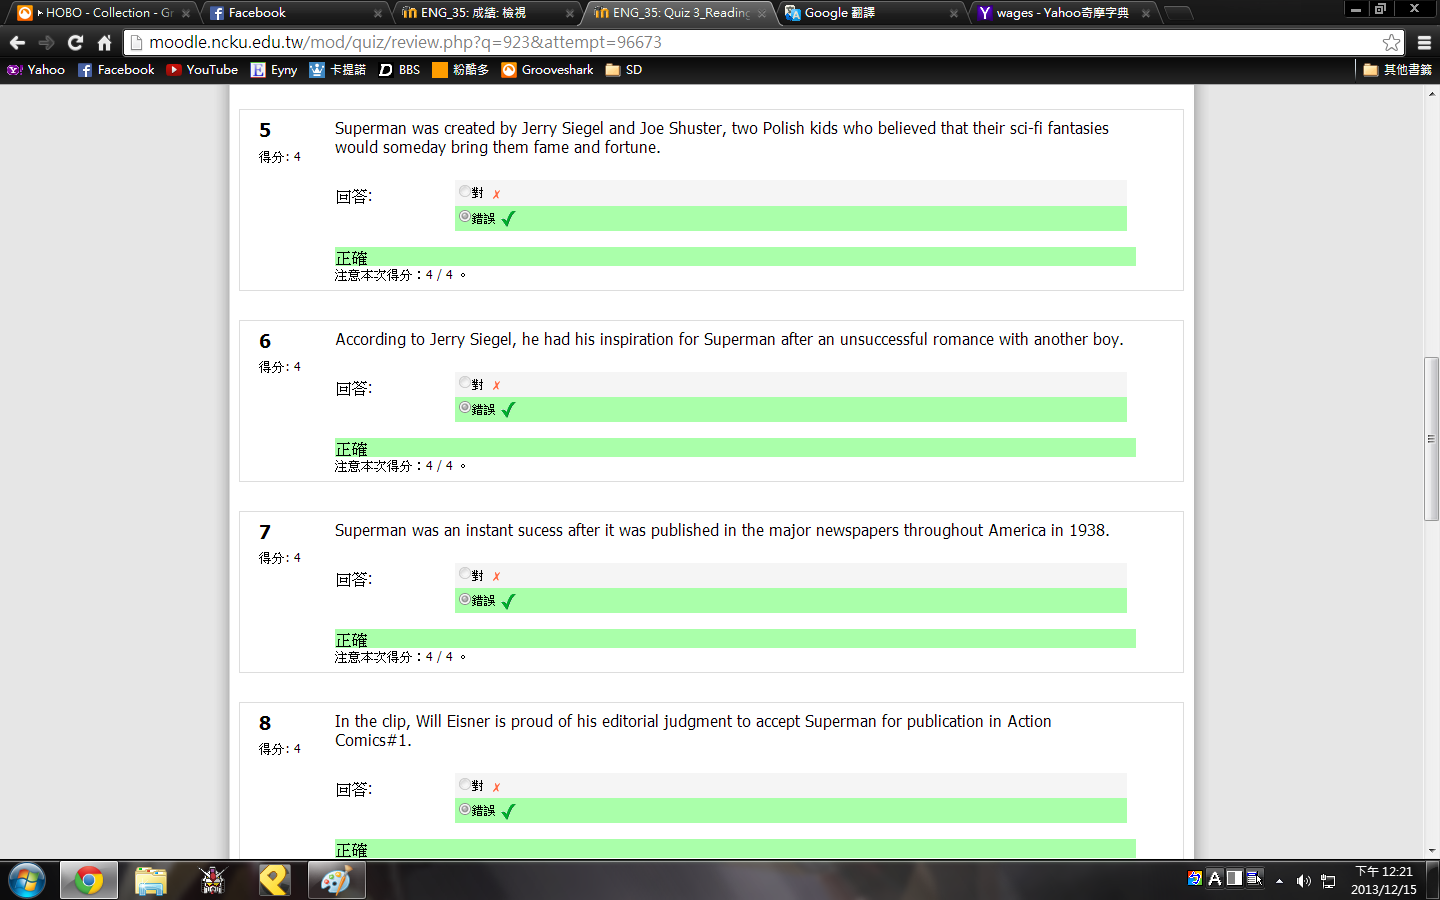 HOBO - Collection - Gr
Facebook
ENG_35: 成績: 檢視
ENG_35: Quiz 3_Reading
Google 翻譯
wages - Yahoo奇摩字典
moodle.ncku.edu.tw/mod/quiz/review.php?q=923&attempt=96673
Yahoo Facebook YouTube Eyny 卡提諾 BBS 粉酷多 Grooveshark SD 其他書籤
5
得分: 4
Superman was created by Jerry Siegel and Joe Shuster, two Polish kids who believed that their sci-fi fantasies
would someday bring them fame and fortune.
回答:
對 ✗
錯誤 ✓
正確
注意本次得分：4 / 4 。
6
得分: 4
According to Jerry Siegel, he had his inspiration for Superman after an unsuccessful romance with another boy.
回答:
對 ✗
錯誤 ✓
正確
注意本次得分：4 / 4 。
7
得分: 4
Superman was an instant sucess after it was published in the major newspapers throughout America in 1938.
回答:
對 ✗
錯誤 ✓
正確
注意本次得分：4 / 4 。
8
得分: 4
In the clip, Will Eisner is proud of his editorial judgment to accept Superman for publication in Action
Comics#1.
回答:
對 ✗
錯誤 ✓
正確
下午 12:21
2013/12/15